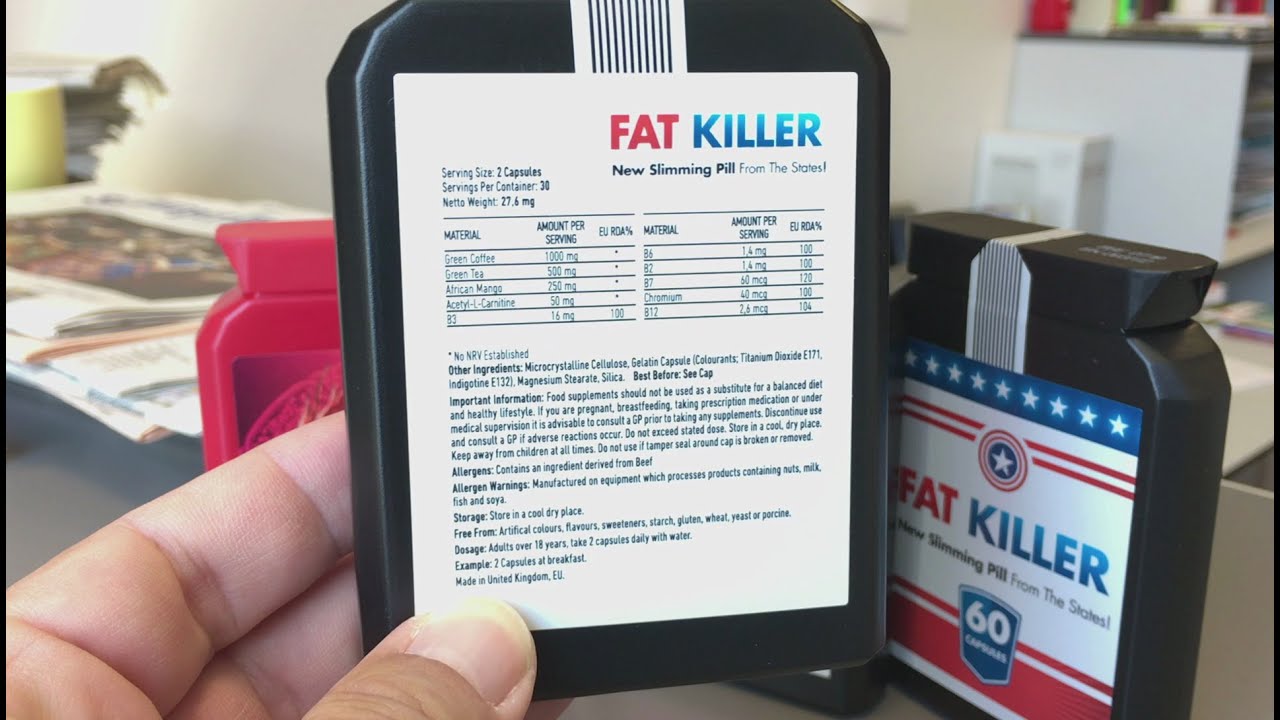 FAT KILLER
New Slimming Pill From The States!
Serving Size: 2 Capsules
Servings Per Container: 30
Netto Weight: 27,6 mg
MATERIAL AMOUNT PER SERVING EU RDA%
Green Coffee 1000 mg *
Green Tea 500 mg *
African Mango 250 mg *
Acetyl-L-Carnitine 50 mg *
B3 16 mg 100
MATERIAL AMOUNT PER SERVING EU RDA%
B6 1,4 mg 100
B2 1,4 mg 100
B7 60 mcg 120
Chromium 40 mcg 100
B12 2,6 mcg 104
* No NRV Established
Other Ingredients: Microcrystalline Cellulose, Gelatin Capsule (Colourants; Titanium Dioxide E171,
Indigotine E132), Magnesium Stearate, Silica. Best Before: See Cap
Important Information: Food supplements should not be used as a substitute for a balanced diet
and healthy lifestyle. If you are pregnant, breastfeeding, taking prescription medication or under
medical supervision it is advisable to consult a GP prior to taking any supplements. Discontinue use
and consult a GP if adverse reactions occur. Do not exceed stated dose. Store in a cool, dry place.
Keep away from children at all times. Do not use if tamper seal around cap is broken or removed.
Allergens: Contains an ingredient derived from Beef
Allergen Warnings: Manufactured on equipment which processes products containing nuts, milk,
fish and soya.
Storage: Store in a cool dry place.
Free From: Artifical colours, flavours, sweeteners, starch, gluten, wheat, yeast or porcine.
Dosage: Adults over 18 years, take 2 capsules daily with water.
Example: 2 Capsules at breakfast.
Made in United Kingdom, EU.
FAT KILLER
New Slimming Pill From The States!
60
CAPSULES